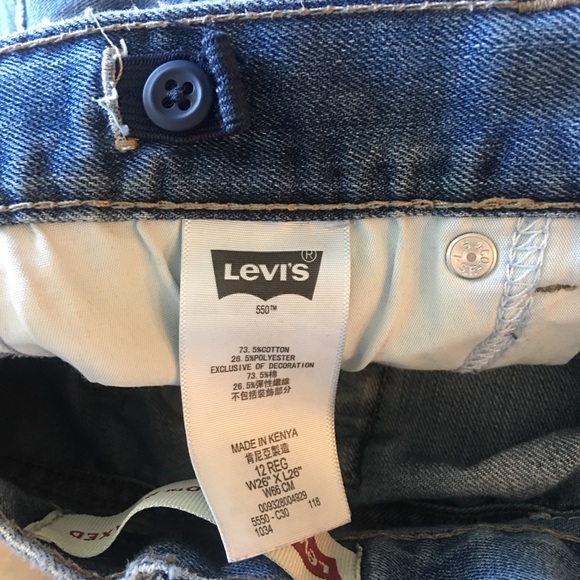 LEVI'S®
550™
73.5%COTTON
26.5%POLYESTER
EXCLUSIVE OF DECORATION
73.5%棉
26.5%彈性纖維
不包括裝飾部分
MADE IN KENYA
肯尼亞製造
12 REG
W26" X L26"
W66 CM
009328004929 118
5550 - C30
1034